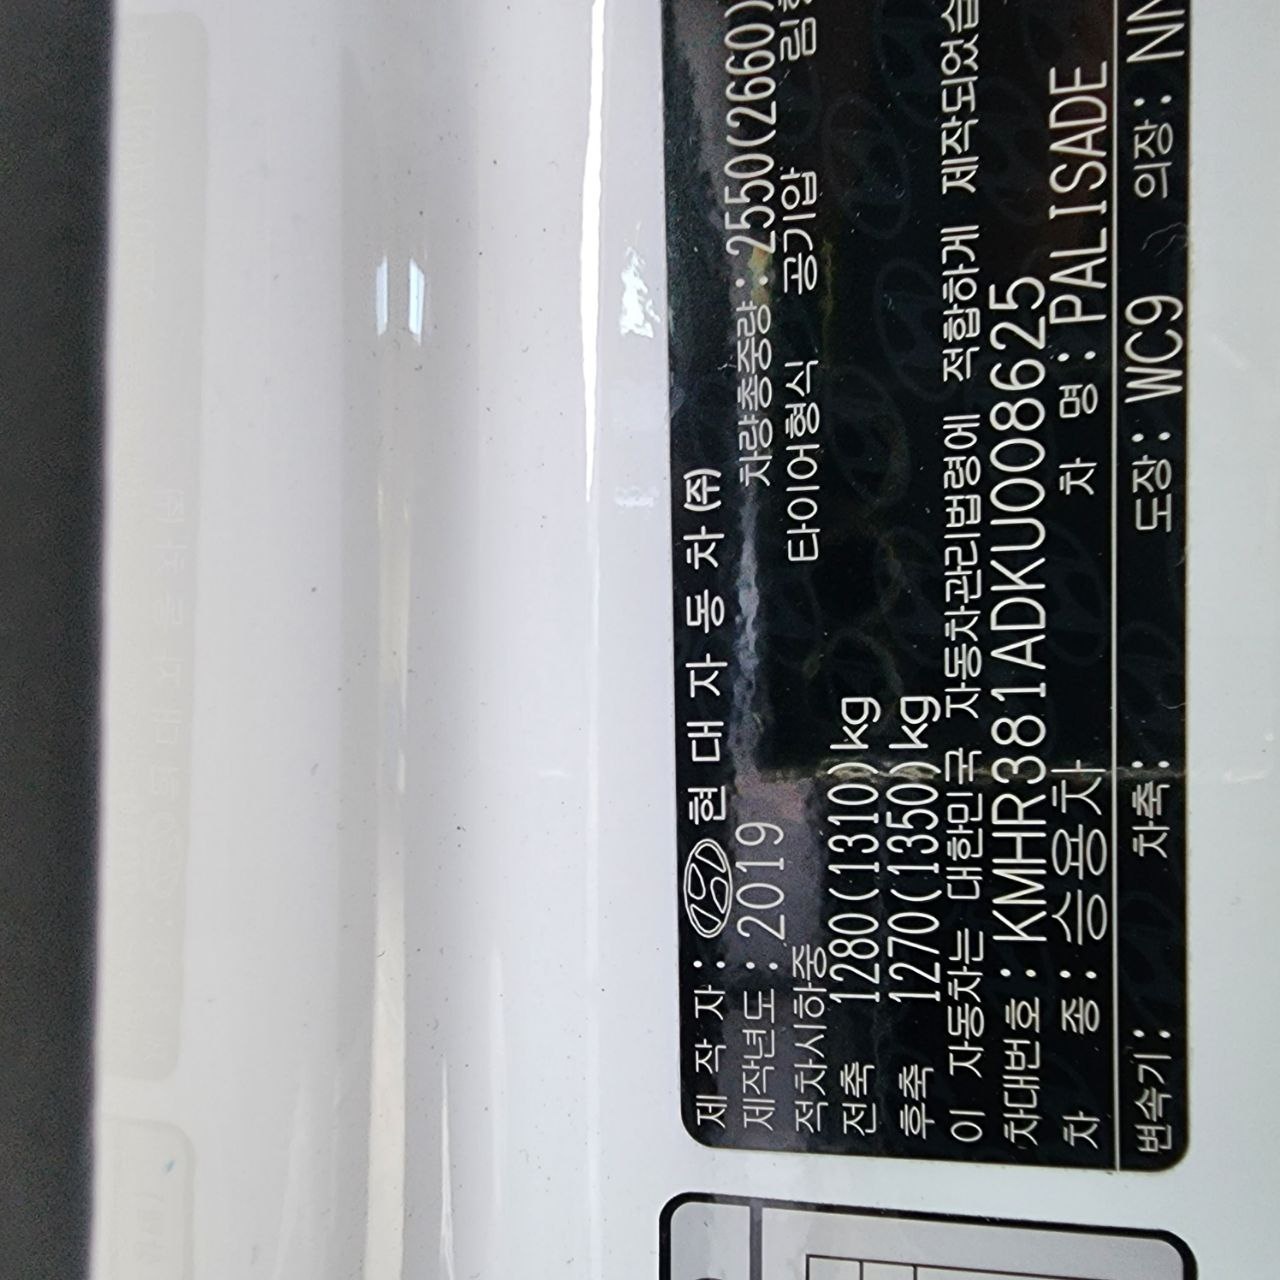 제 작 자: 현 대 자 동 차 (주)
제작년도: 2019 차량총중량: 2550(2660)
적차시하중 타이어형식 공기압
전축 1280(1310)kg
후축 1270(1350)kg
이 자동차는 대한민국 자동차관리법령에 적합하게 제작되었습
차대번호: KMHR381ADKU008625
차 종: 승용차 차 명: PALISADE
변속기: 차축: 도장: WC9 의장: NN